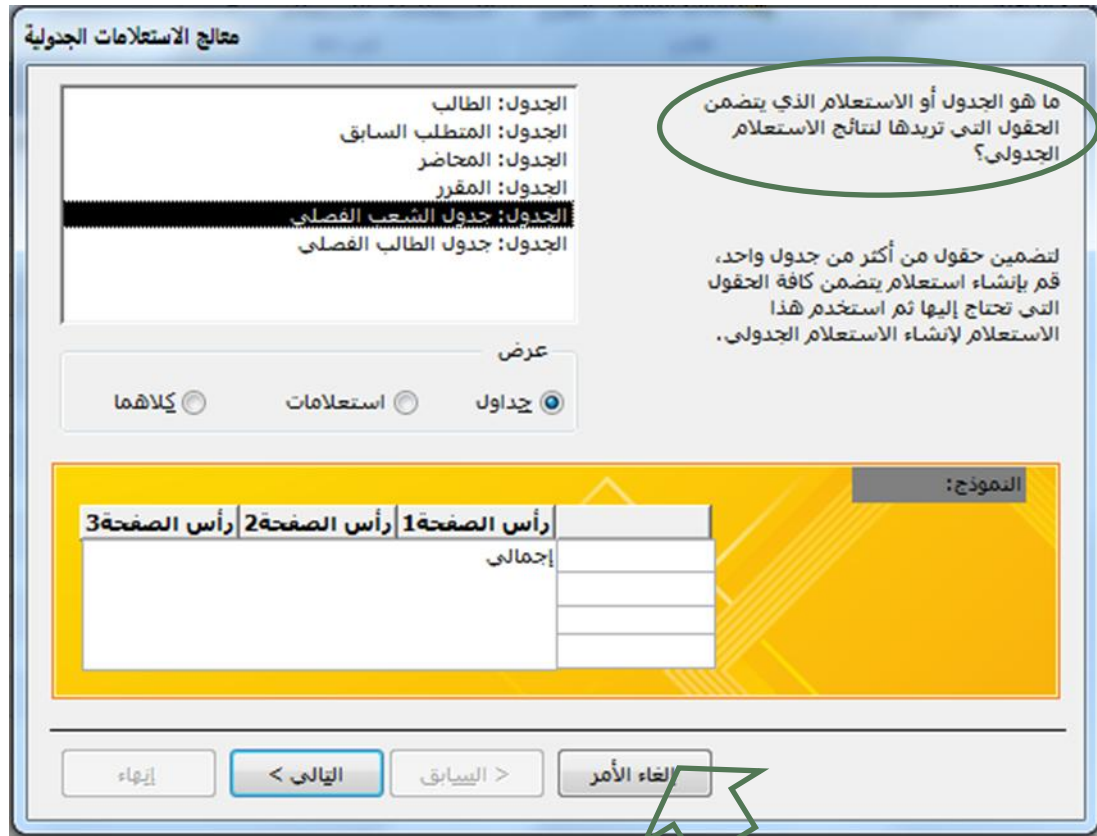 معالج الاستعلامات الجدولية
ما هو الجدول أو الاستعلام الذي يتضمن
الحقول التي تريدها لنتائج الاستعلام
الجدولي؟
لتضمين حقول من أكثر من جدول واحد،
قم بإنشاء استعلام يتضمن كافة الحقول
التي تحتاج إليها ثم استخدم هذا
الاستعلام لإنشاء الاستعلام الجدولي.
الجدول: الطالب
الجدول: المتطلب السابق
الجدول: المحاضر
الجدول: المقرر
الجدول: جدول الشعب الفصلي
الجدول: جدول الطالب الفصلي
عرض
جداول استعلامات كلاهما
النموذج:
رأس الصفحة1 رأس الصفحة2 رأس الصفحة3
إجمالي
إلغاء الأمر < السابق التالي > إنهاء